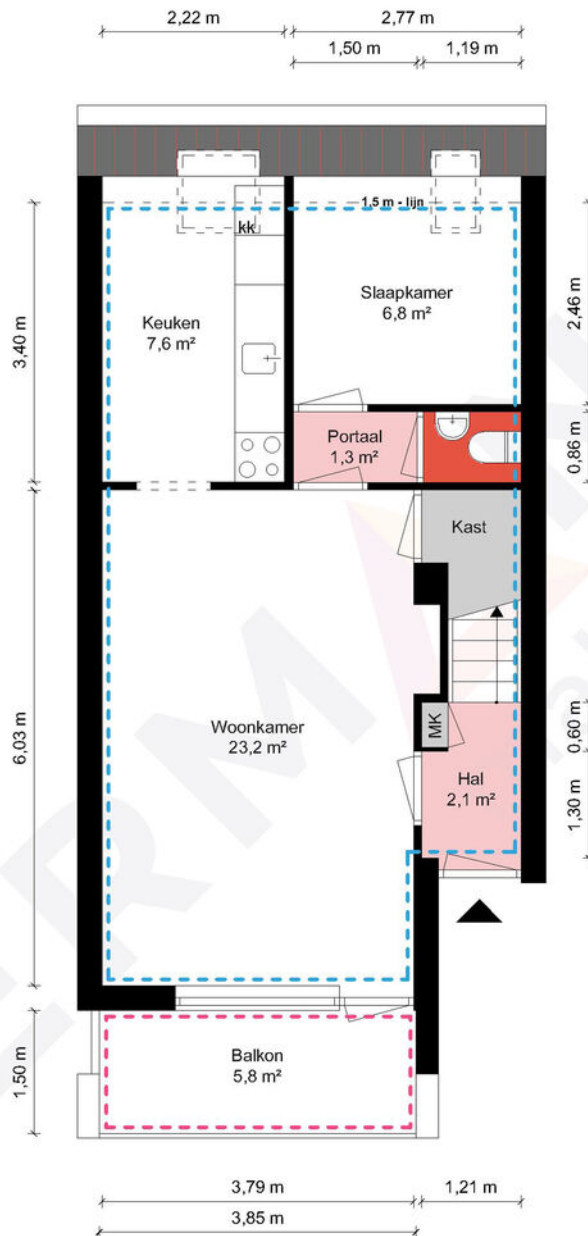 2,22 m
2,77 m
1,50 m
1,19 m
1,5 m - lijn
kk
Slaapkamer
6,8 m²
Keuken
7,6 m²
3,40 m
2,46 m
Portaal
1,3 m²
0,86 m
Kast
Woonkamer
23,2 m²
MK
Hal
2,1 m²
6,03 m
0,60 m
1,30 m
Balkon
5,8 m²
1,50 m
3,79 m
1,21 m
3,85 m